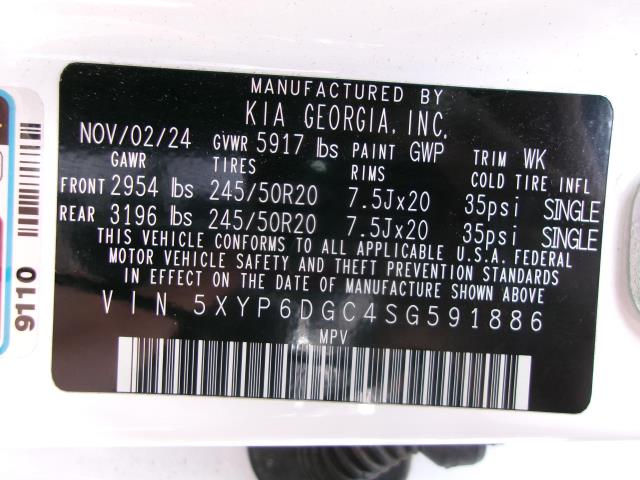 MANUFACTURED BY
KIA GEORGIA, INC.
NOV/02/24 GVWR 5917 lbs PAINT GWP TRIM WK
GAWR TIRES RIMS COLD TIRE INFL
FRONT 2954 lbs 245/50R20 7.5Jx20 35psi SINGLE
REAR 3196 lbs 245/50R20 7.5Jx20 35psi SINGLE
THIS VEHICLE CONFORMS TO ALL APPLICABLE U.S.A. FEDERAL
MOTOR VEHICLE SAFETY AND THEFT PREVENTION STANDARDS
IN EFFECT ON THE DATE OF MANUFACTURE SHOWN ABOVE
VIN 5XYP6DGC4SG591886
MPV
9110